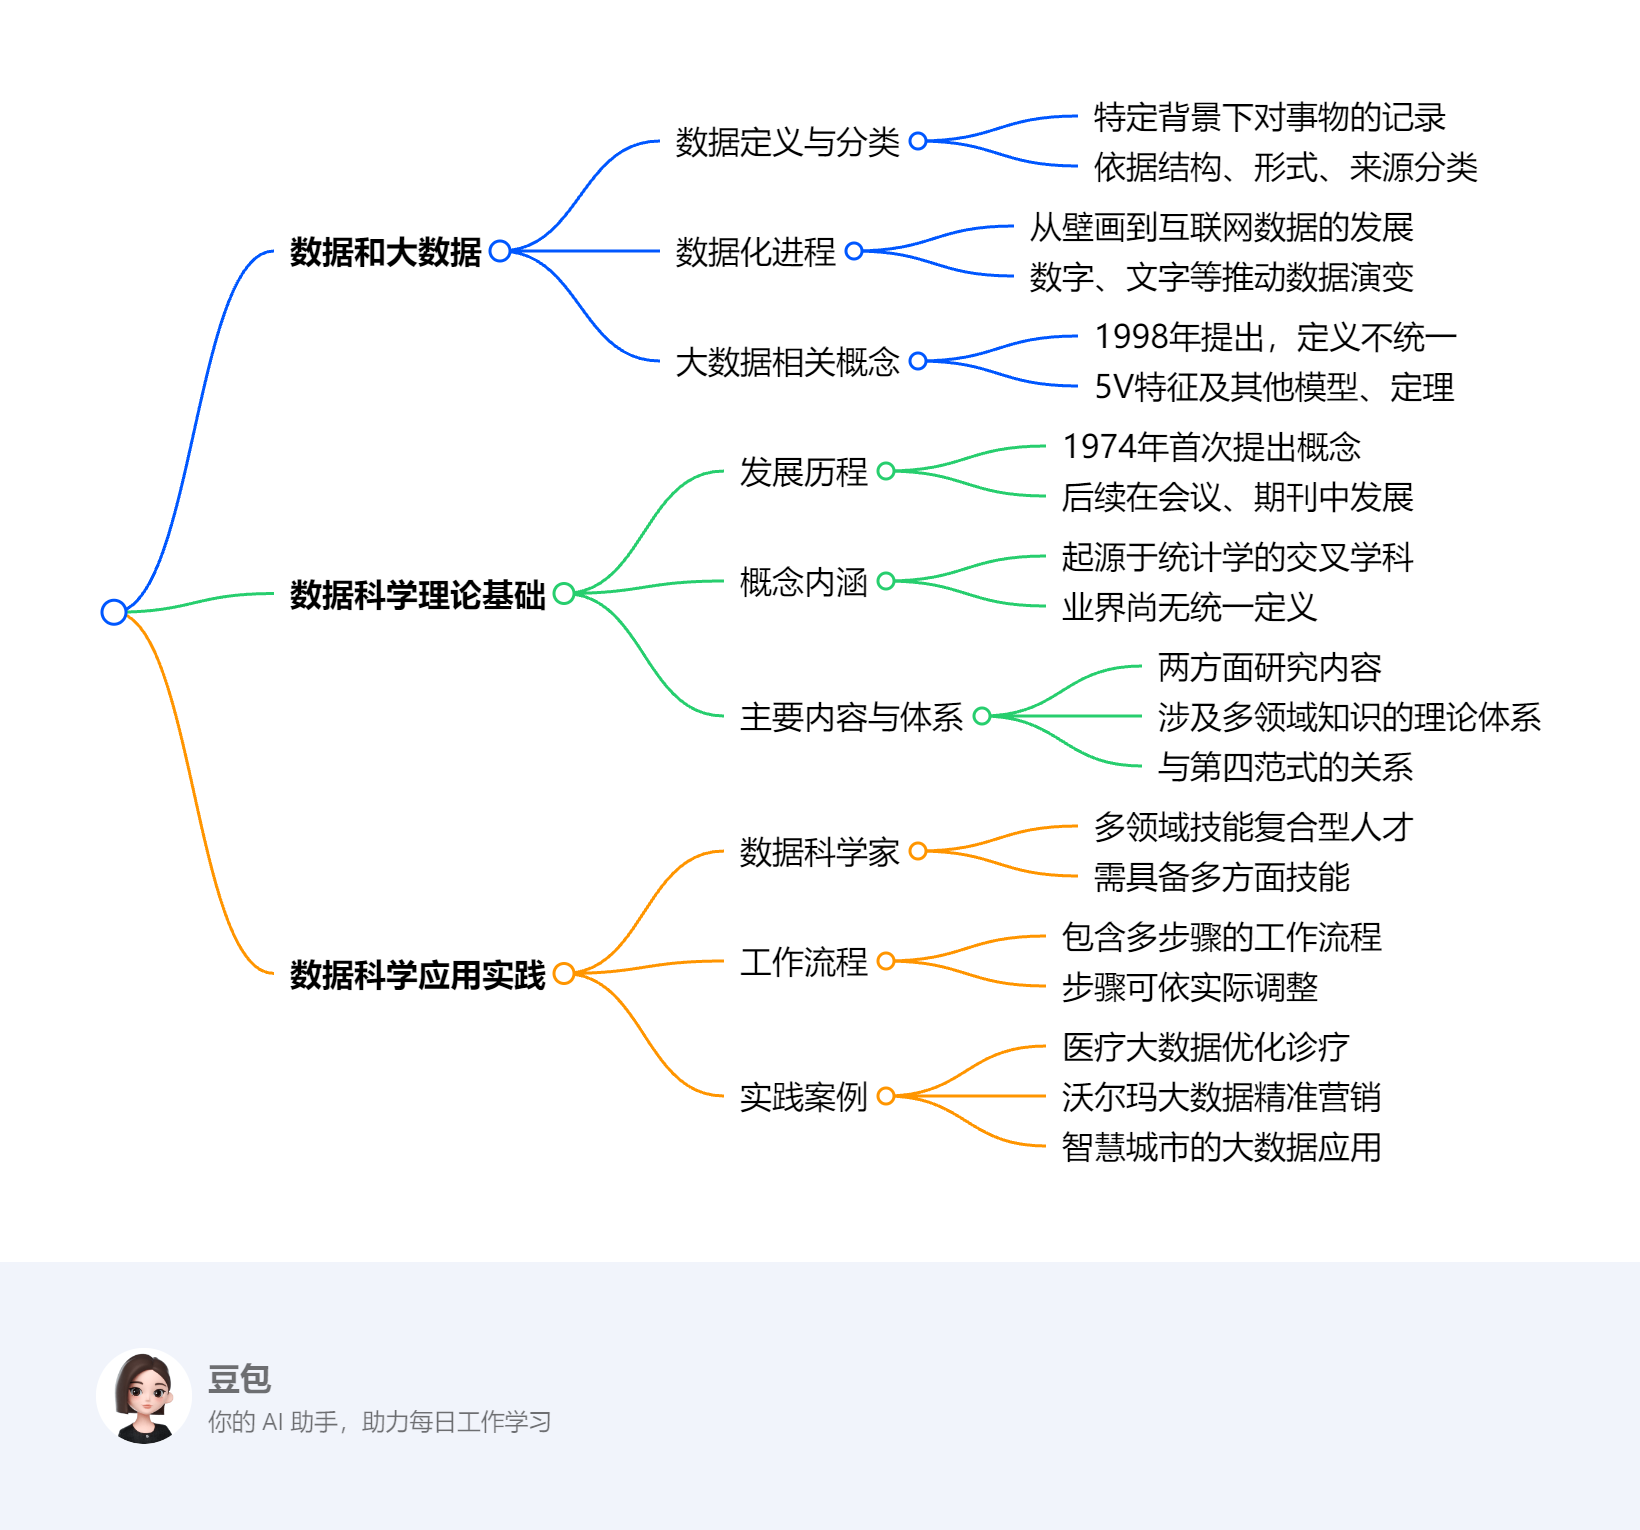 数据和大数据
数据定义与分类
特定背景下对事物的记录
依据结构、形式、来源分类
数据化进程
从壁画到互联网数据的发展
数字、文字等推动数据演变
大数据相关概念
1998年提出，定义不统一
5V特征及其他模型、定理
数据科学理论基础
发展历程
1974年首次提出概念
后续在会议、期刊中发展
概念内涵
起源于统计学的交叉学科
业界尚无统一定义
主要内容与体系
两方面研究内容
涉及多领域知识的理论体系
与第四范式的关系
数据科学应用实践
数据科学家
多领域技能复合型人才
需具备多方面技能
工作流程
包含多步骤的工作流程
步骤可依实际调整
实践案例
医疗大数据优化诊疗
沃尔玛大数据精准营销
智慧城市的大数据应用
豆包
你的 AI 助手，助力每日工作学习